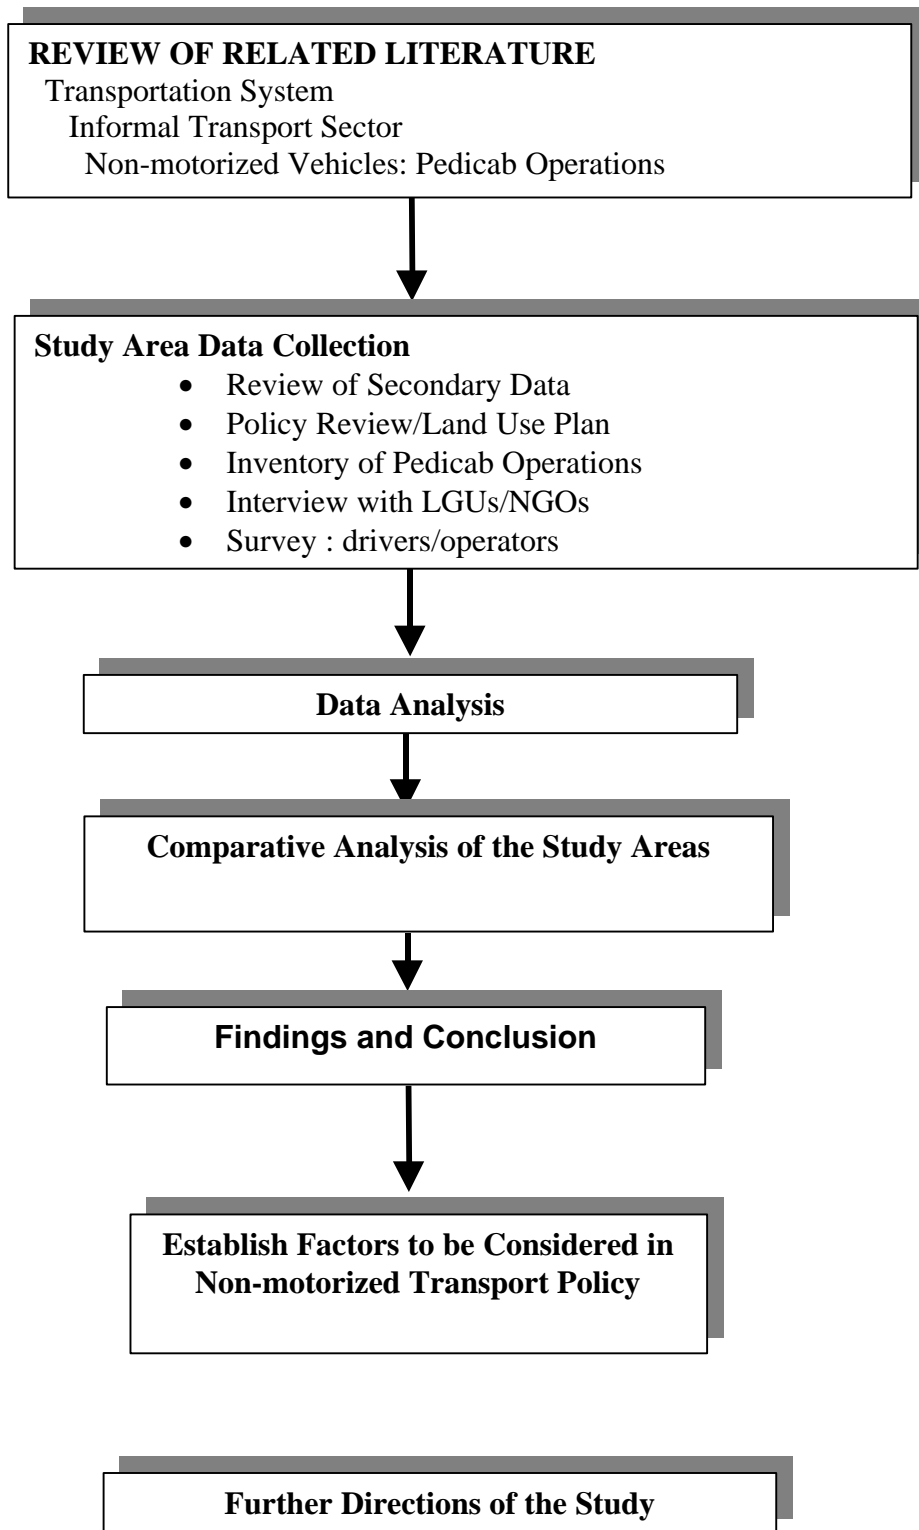 REVIEW OF RELATED LITERATURE
Transportation System
Informal Transport Sector
Non-motorized Vehicles: Pedicab Operations
Study Area Data Collection
• Review of Secondary Data
• Policy Review/Land Use Plan
• Inventory of Pedicab Operations
• Interview with LGUs/NGOs
• Survey : drivers/operators
Data Analysis
Comparative Analysis of the Study Areas
Findings and Conclusion
Establish Factors to be Considered in
Non-motorized Transport Policy
Further Directions of the Study